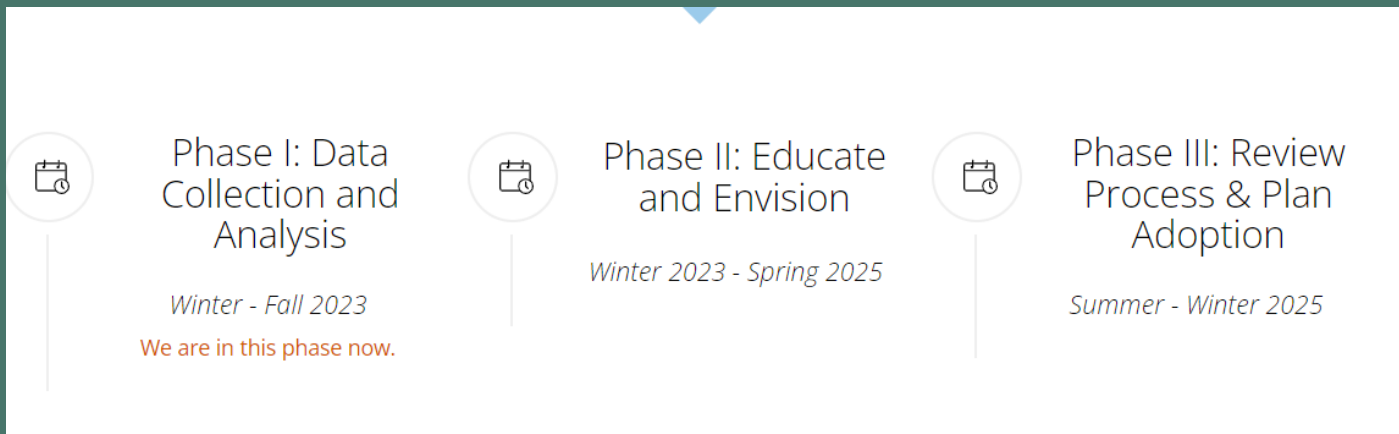 Phase I: Data
Collection and
Analysis
Winter - Fall 2023
We are in this phase now.
Phase II: Educate
and Envision
Winter 2023 - Spring 2025
Phase III: Review
Process & Plan
Adoption
Summer - Winter 2025